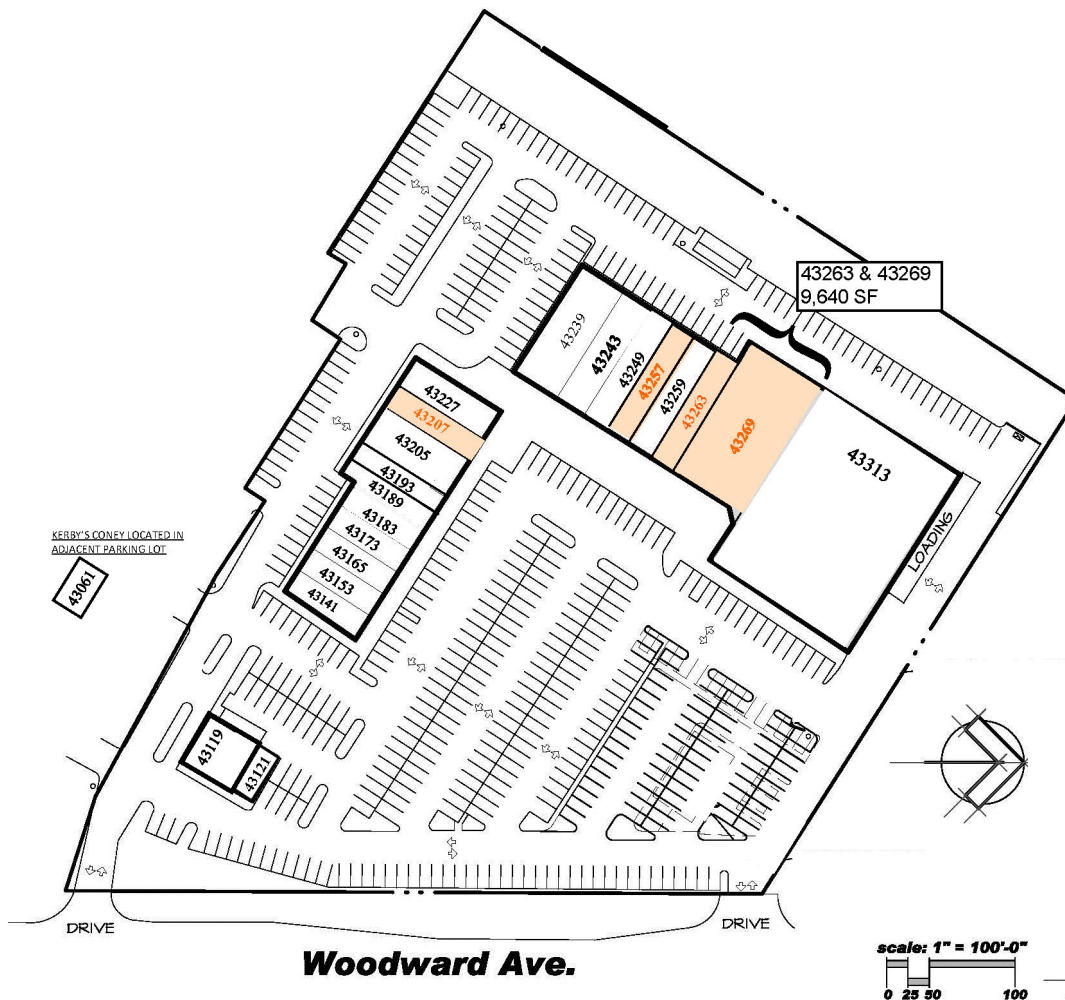 43263 & 43269
9,640 SF
43239
43243
43249
43257
43259
43263
43269
43313
LOADING
43227
43207
43205
43193
43189
43183
43173
43165
43153
43141
KERBY'S CONEY LOCATED IN
ADJACENT PARKING LOT
43061
43119
43121
DRIVE
DRIVE
Woodward Ave.
scale: 1" = 100'-0"
0 25 50 100